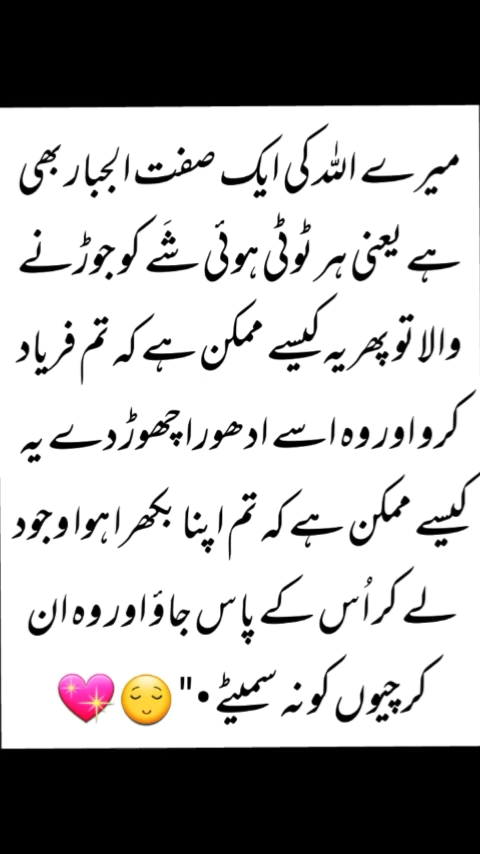 میرے اللہ کی ایک صفت الجبار بھی
ہے یعنی ہر ٹوٹی ہوئی شَے کو جوڑنے
والا تو پھر یہ کیسے ممکن ہے کہ تم فریاد
کرو اور وہ اسے ادھورا چھوڑ دے یہ
کیسے ممکن ہے کہ تم اپنا بکھرا ہوا وجود
لے کر اُس کے پاس جاؤ اور وہ ان
کرچیوں کو نہ سمیٹے•" 😌💖